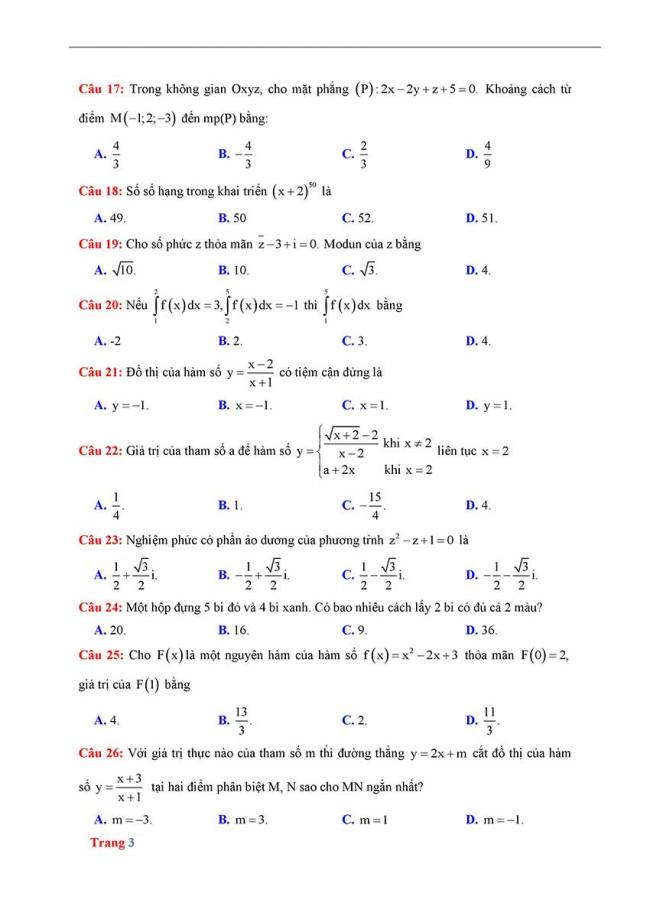 Câu 17: Trong không gian Oxyz, cho mặt phẳng (P): 2x − 2y + z + 5 = 0. Khoảng cách từ
điểm M(−1;2;−3) đến mp(P) bằng:
A. 4/3 B. −4/3 C. 2/3 D. 4/9
Câu 18: Số số hạng trong khai triển (x + 2)^50 là
A. 49. B. 50 C. 52. D. 51.
Câu 19: Cho số phức z thỏa mãn z̄ − 3 + i = 0. Modun của z bằng
A. √10. B. 10. C. √3. D. 4.
Câu 20: Nếu ∫₁² f(x)dx = 3, ∫₂⁵ f(x)dx = −1 thì ∫₁⁵ f(x)dx bằng
A. -2 B. 2. C. 3. D. 4.
Câu 21: Đồ thị của hàm số y = (x − 2)/(x + 1) có tiệm cận đứng là
A. y = −1. B. x = −1. C. x = 1. D. y = 1.
Câu 22: Giá trị của tham số a để hàm số y = { (√(x + 2) − 2)/(x − 2) khi x ≠ 2; a + 2x khi x = 2 liên tục x = 2
A. 1/4. B. 1. C. −15/4. D. 4.
Câu 23: Nghiệm phức có phần ảo dương của phương trình z² − z + 1 = 0 là
A. 1/2 + √3/2 i. B. −1/2 + √3/2 i. C. 1/2 − √3/2 i. D. −1/2 − √3/2 i.
Câu 24: Một hộp đựng 5 bi đỏ và 4 bi xanh. Có bao nhiêu cách lấy 2 bi có đủ cả 2 màu?
A. 20. B. 16. C. 9. D. 36.
Câu 25: Cho F(x) là một nguyên hàm của hàm số f(x) = x² − 2x + 3 thỏa mãn F(0) = 2,
giá trị của F(1) bằng
A. 4. B. 13/3. C. 2. D. 11/3.
Câu 26: Với giá trị thực nào của tham số m thì đường thẳng y = 2x + m cắt đồ thị của hàm
số y = (x + 3)/(x + 1) tại hai điểm phân biệt M, N sao cho MN ngắn nhất?
A. m = −3. B. m = 3. C. m = 1 D. m = −1.
Trang 3